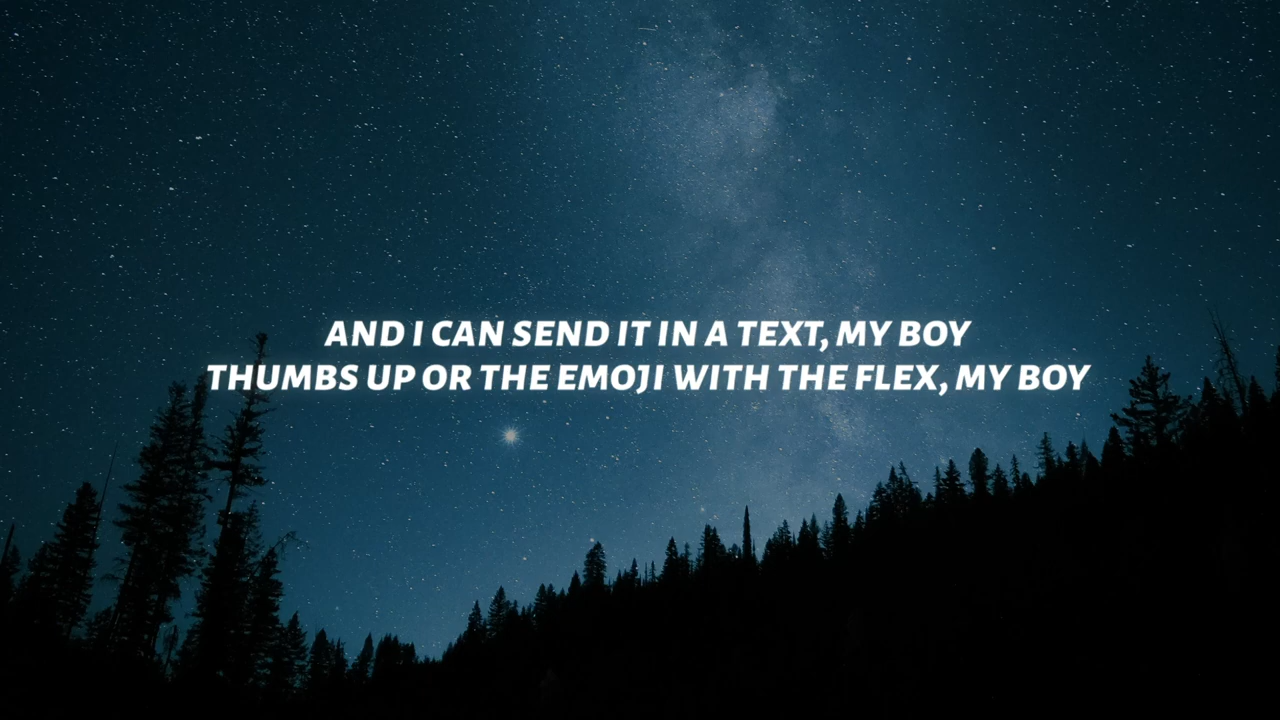 AND I CAN SEND IT IN A TEXT, MY BOY
THUMBS UP OR THE EMOJI WITH THE FLEX, MY BOY